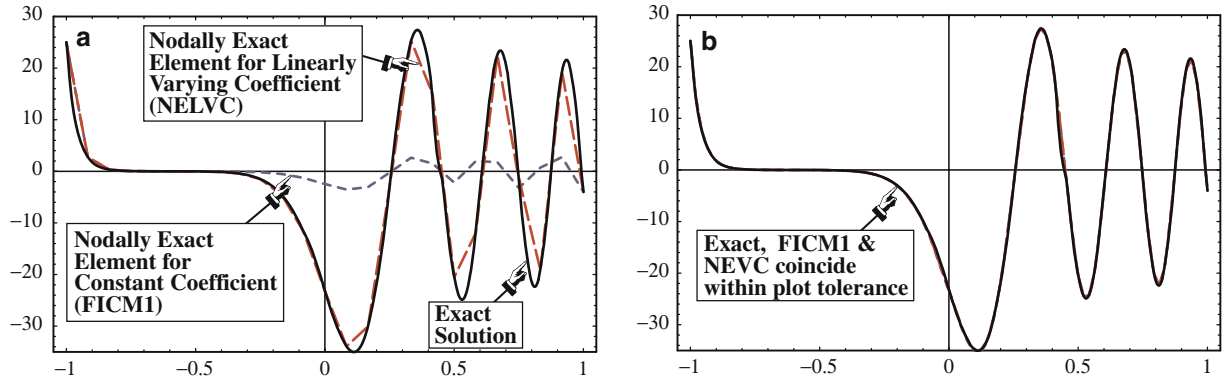 a
30
20
10
0
−10
−20
−30
−1
−0.5
0
0.5
1
Nodally Exact
Element for Linearly
Varying Coefficient
(NELVC)
Nodally Exact
Element for
Constant Coefficient
(FICM1)
Exact
Solution
b
30
20
10
0
−10
−20
−30
−1
−0.5
0
0.5
1
Exact, FICM1 &
NEVC coincide
within plot tolerance